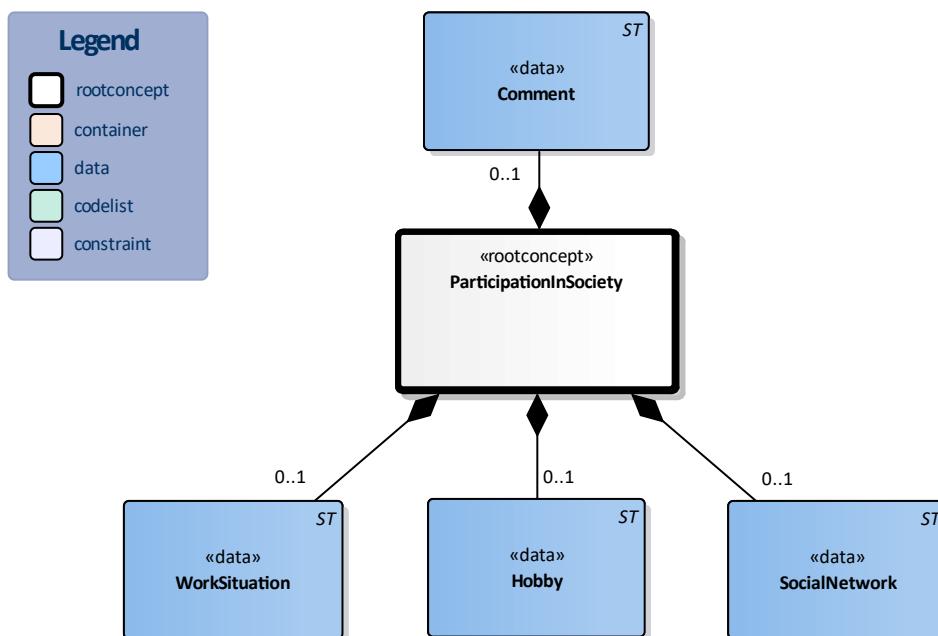 Legend
rootconcept
container
data
codelist
constraint
ST
«data»
Comment
0..1
«rootconcept»
ParticipationInSociety
0..1
0..1
0..1
ST
«data»
WorkSituation
ST
«data»
Hobby
ST
«data»
SocialNetwork